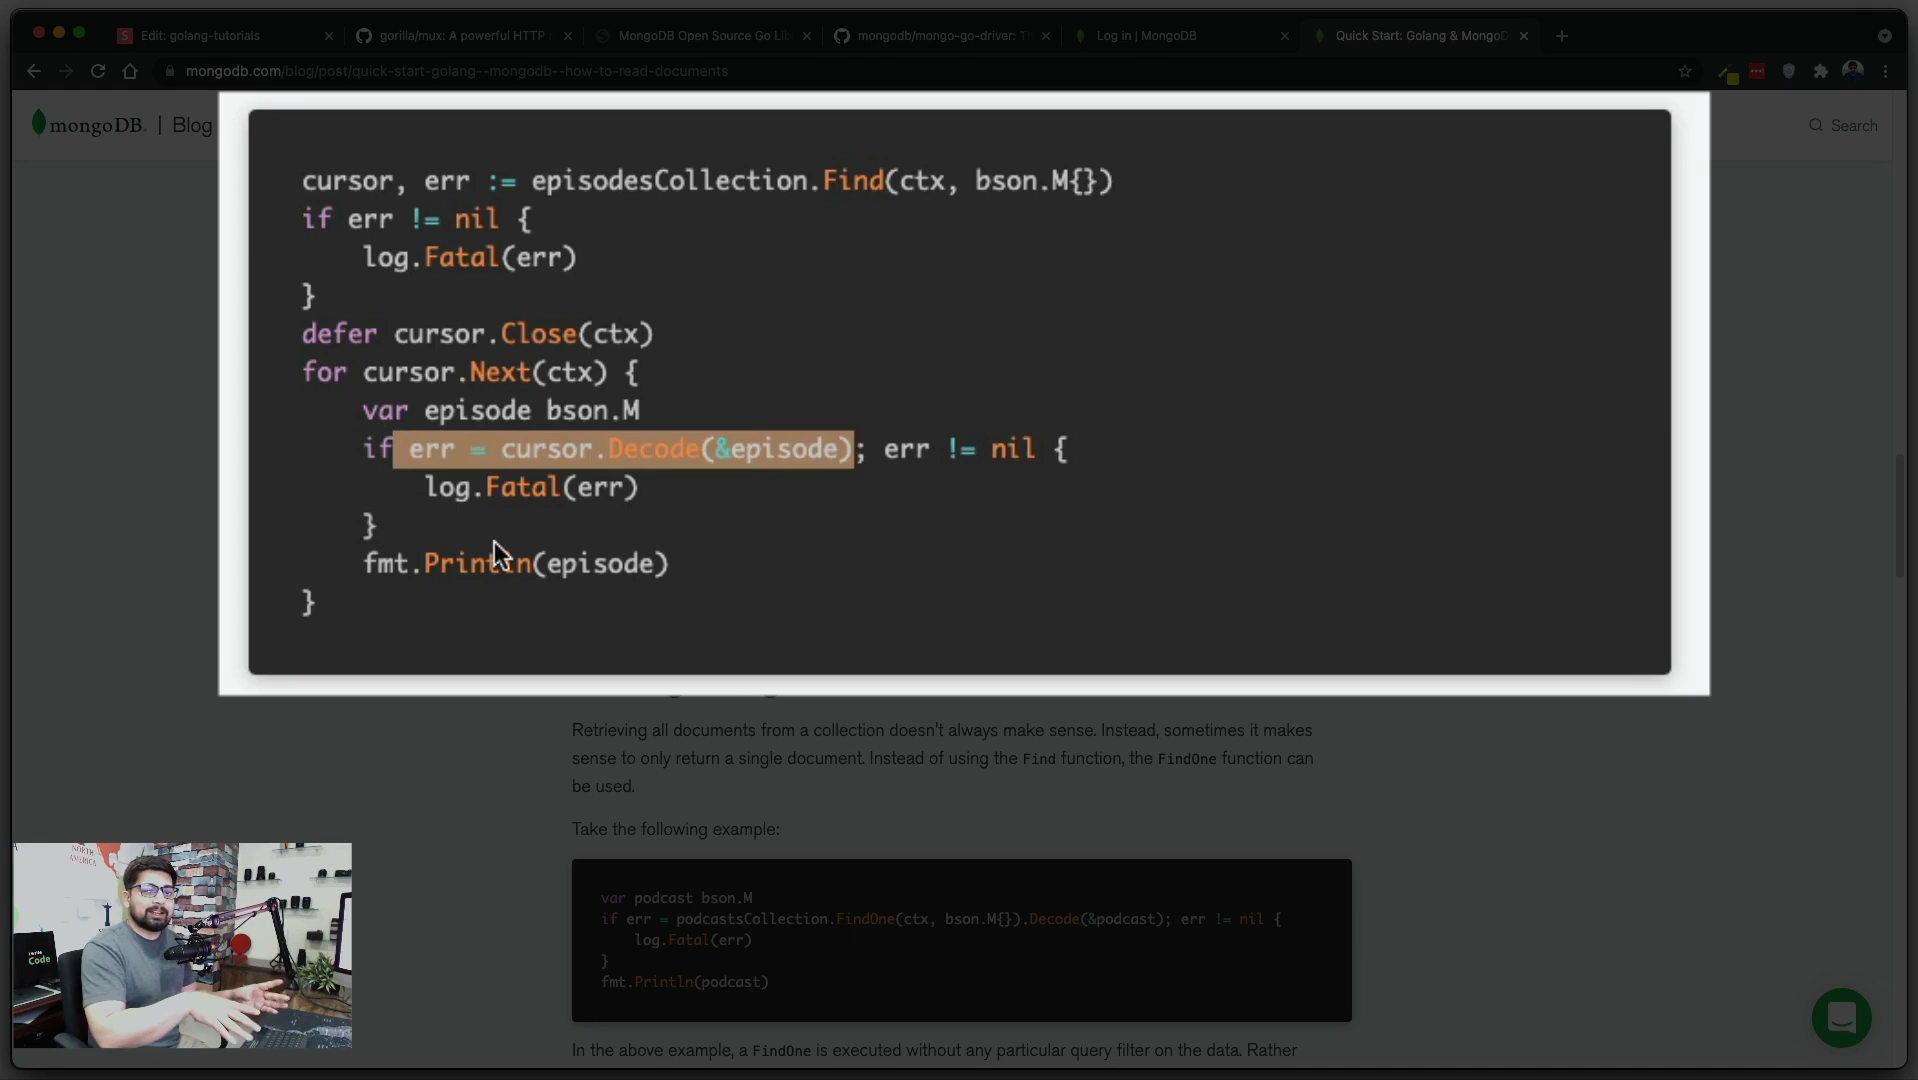 Edit: golang-tutorials
gorilla/mux: A powerful HTTP
MongoDB Open Source Go Lib
mongodb/mongo-go-driver: T
Log in | MongoDB
Quick Start: Golang & MongoD
mongodb.com/blog/post/quick-start-golang--mongodb--how-to-read-documents
mongoDB. | Blog
Search
cursor, err := episodesCollection.Find(ctx, bson.M{})
if err != nil {
log.Fatal(err)
}
defer cursor.Close(ctx)
for cursor.Next(ctx) {
var episode bson.M
if err = cursor.Decode(&episode); err != nil {
log.Fatal(err)
}
fmt.Println(episode)
}
Retrieving all documents from a collection doesn't always make sense. Instead, sometimes it makes
sense to only return a single document. Instead of using the Find function, the FindOne function can
be used.
Take the following example:
var podcast bson.M
if err = podcastsCollection.FindOne(ctx, bson.M{}).Decode(&podcast); err != nil {
log.Fatal(err)
}
fmt.Println(podcast)
In the above example, a FindOne is executed without any particular query filter on the data. Rather
NORTH
AMERICA
I Write
Code